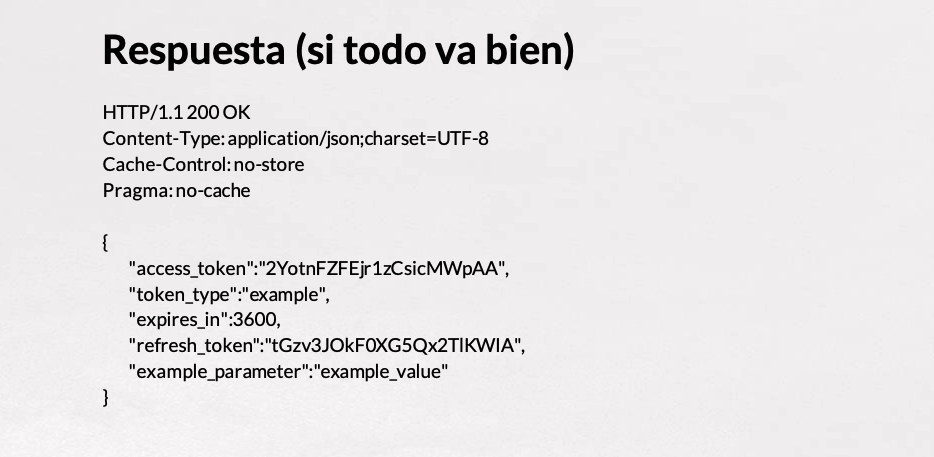 Respuesta (si todo va bien)
HTTP/1.1 200 OK
Content-Type: application/json;charset=UTF-8
Cache-Control: no-store
Pragma: no-cache
{
"access_token":"2YotnFZFEjr1zCsicMWpAA",
"token_type":"example",
"expires_in":3600,
"refresh_token":"tGzv3JOkF0XG5Qx2TlKWIA",
"example_parameter":"example_value"
}